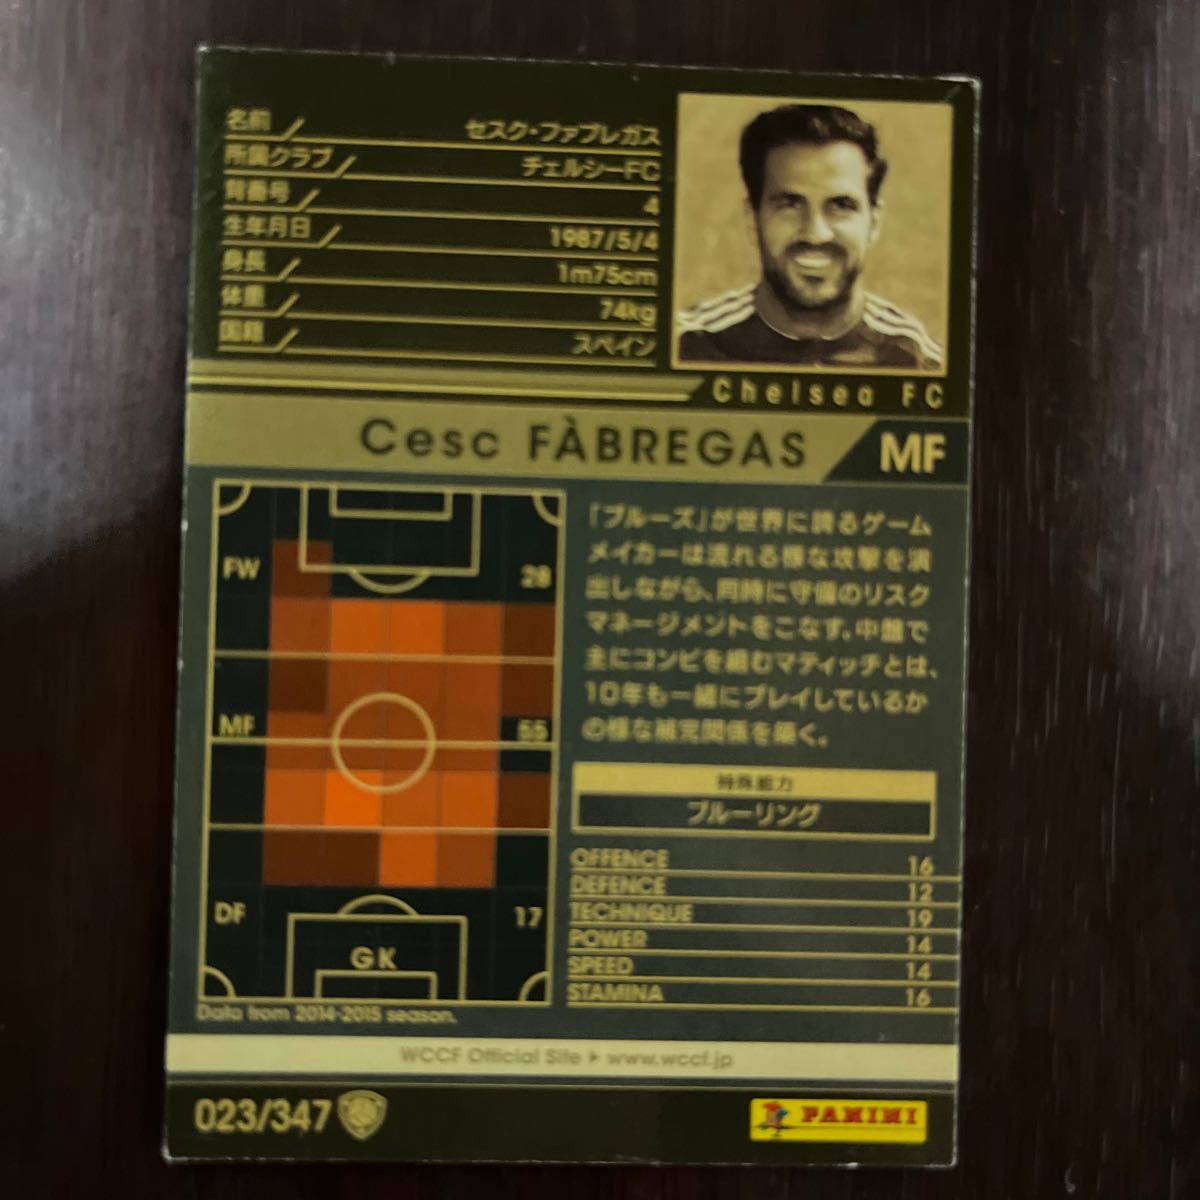 名前 セスク・ファブレガス
所属クラブ チェルシーFC
背番号 4
生年月日 1987/5/4
身長 1m75cm
体重 74kg
国籍 スペイン
Chelsea FC
Cesc FÀBREGAS MF
FW 28
MF 55
DF 17
GK
Data from 2014-2015 season.
「ブルーズ」が世界に誇るゲーム
メイカーは流れる様な攻撃を演
出しながら、同時に守備のリスク
マネージメントをこなす。中盤で
主にコンビを組むマティッチとは、
10年も一緒にプレイしているか
の様な補完関係を築く。
特殊能力
ブルーリング
OFFENCE 16
DEFENCE 12
TECHNIQUE 19
POWER 14
SPEED 14
STAMINA 16
WCCF Official Site ▶ www.wccf.jp
023/347
PANINI